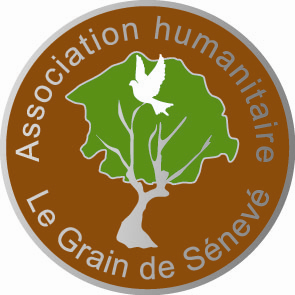 Association humanitaire
Le Grain de Sénevé